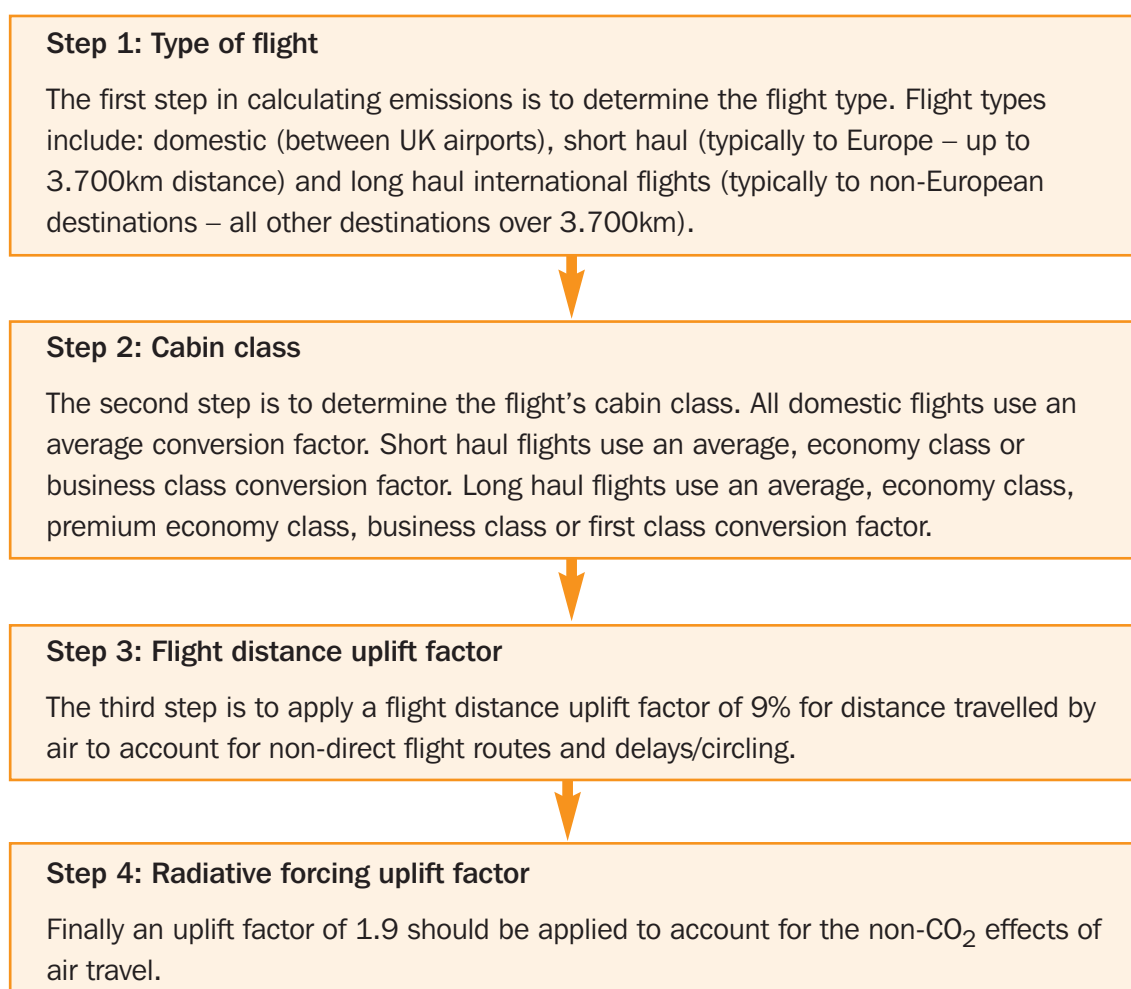 Step 1: Type of flight
The first step in calculating emissions is to determine the flight type. Flight types
include: domestic (between UK airports), short haul (typically to Europe – up to
3.700km distance) and long haul international flights (typically to non-European
destinations – all other destinations over 3.700km).
Step 2: Cabin class
The second step is to determine the flight’s cabin class. All domestic flights use an
average conversion factor. Short haul flights use an average, economy class or
business class conversion factor. Long haul flights use an average, economy class,
premium economy class, business class or first class conversion factor.
Step 3: Flight distance uplift factor
The third step is to apply a flight distance uplift factor of 9% for distance travelled by
air to account for non-direct flight routes and delays/circling.
Step 4: Radiative forcing uplift factor
Finally an uplift factor of 1.9 should be applied to account for the non-CO₂ effects of
air travel.